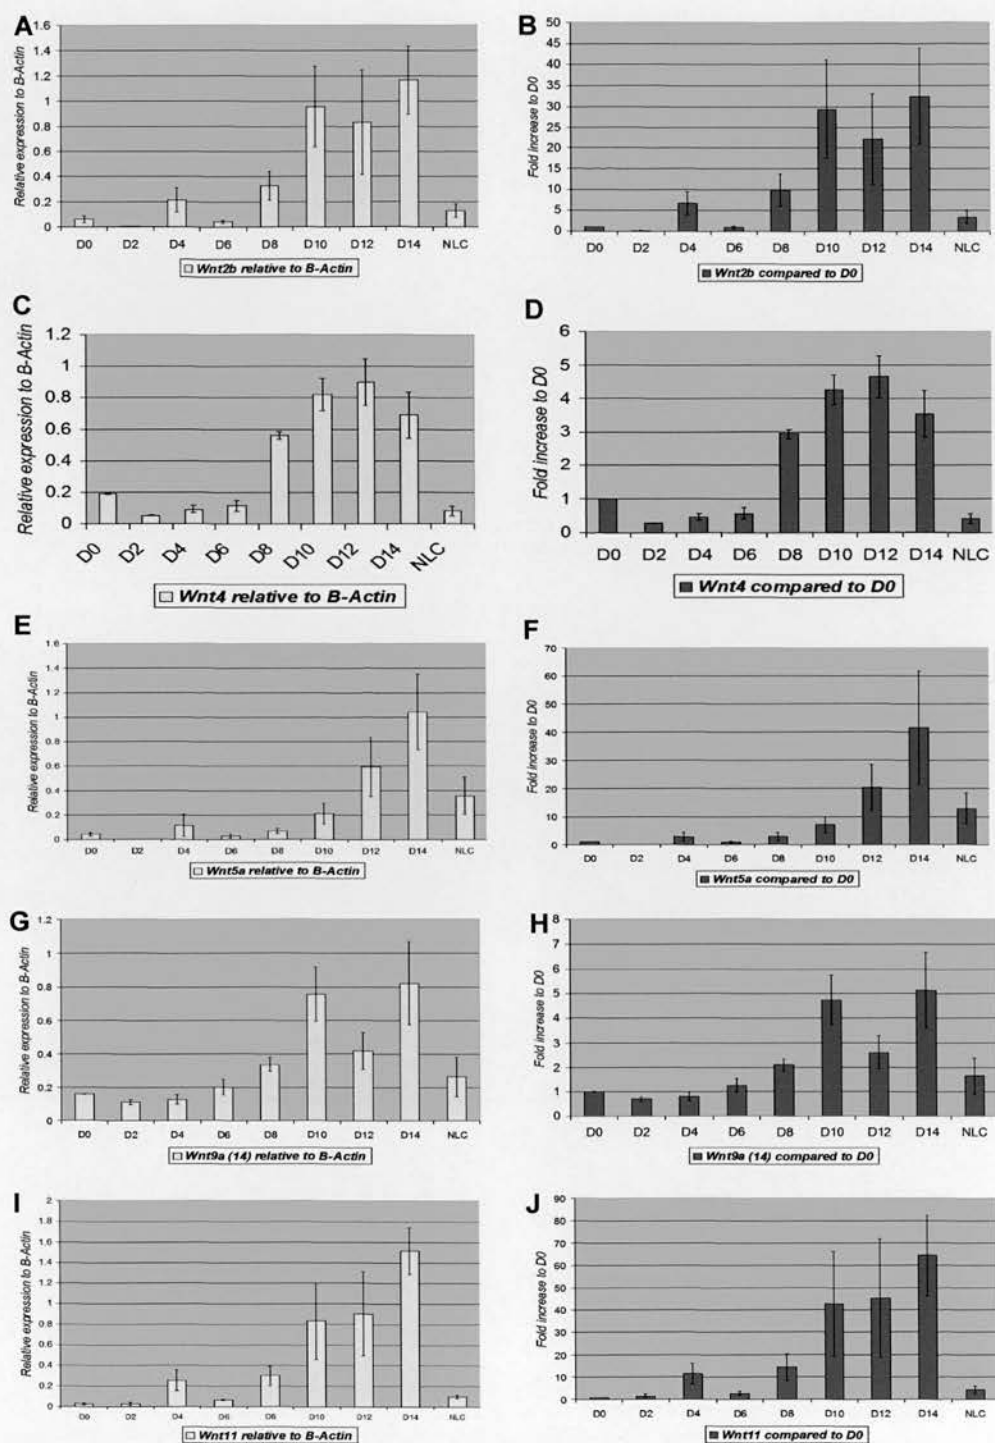 A
Relative expression to B-Actin
1.6
1.4
1.2
1
0.8
0.6
0.4
0.2
0
D0 D2 D4 D6 D8 D10 D12 D14 NLC
Wnt2b relative to B-Actin
B
Fold increase to D0
50
45
40
35
30
25
20
15
10
5
0
D0 D2 D4 D6 D8 D10 D12 D14 NLC
Wnt2b compared to D0
C
Relative expression to B-Actin
1.2
1
0.8
0.6
0.4
0.2
0
D0 D2 D4 D6 D8 D10 D12 D14 NLC
Wnt4 relative to B-Actin
D
Fold increase to D0
6
5
4
3
2
1
0
D0 D2 D4 D6 D8 D10 D12 D14 NLC
Wnt4 compared to D0
E
Relative expression to B-Actin
1.6
1.4
1.2
1
0.8
0.6
0.4
0.2
0
D0 D2 D4 D6 D8 D10 D12 D14 NLC
Wnt5a relative to B-Actin
F
Fold increase to D0
70
60
50
40
30
20
10
0
D0 D2 D4 D6 D8 D10 D12 D14 NLC
Wnt5a compared to D0
G
Relative expression to B-Actin
1.2
1
0.8
0.6
0.4
0.2
0
D0 D2 D4 D6 D8 D10 D12 D14 NLC
Wnt9a (14) relative to B-Actin
H
Fold increase to D0
8
7
6
5
4
3
2
1
0
D0 D2 D4 D6 D8 D10 D12 D14 NLC
Wnt9a (14) compared to D0
I
Relative expression to B-Actin
2
1.8
1.6
1.4
1.2
1
0.8
0.6
0.4
0.2
0
D0 D2 D4 D6 D8 D10 D12 D14 NLC
Wnt11 relative to B-Actin
J
Fold increase to D0
90
80
70
60
50
40
30
20
10
0
D0 D2 D4 D6 D8 D10 D12 D14 NLC
Wnt11 compared to D0